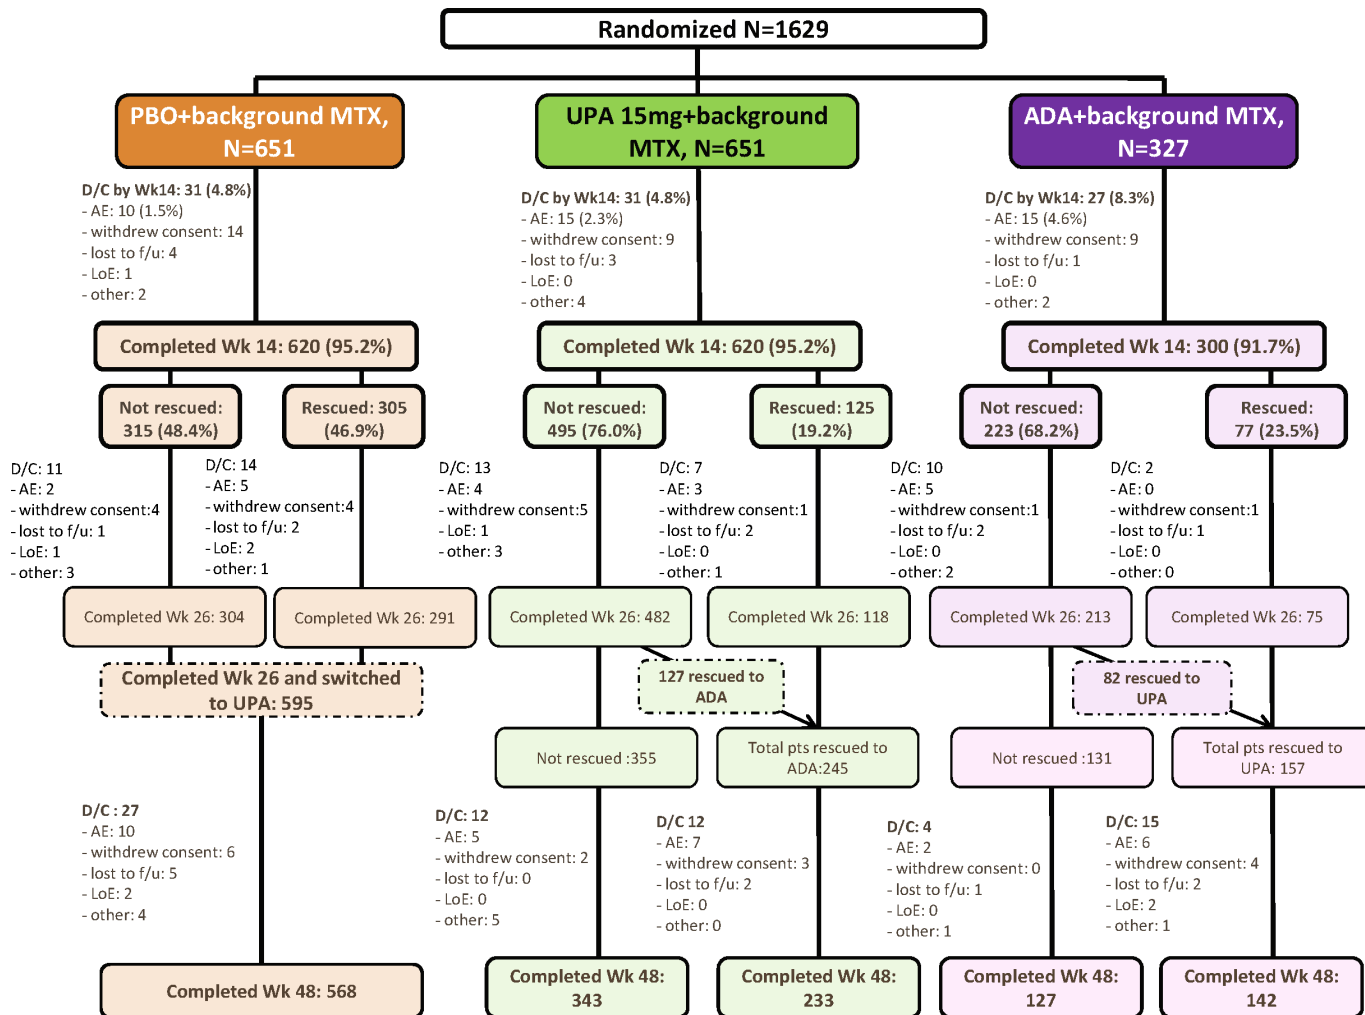 Randomized N=1629
PBO+background MTX,
N=651
UPA 15mg+background
MTX, N=651
ADA+background MTX,
N=327
D/C by Wk14: 31 (4.8%)
- AE: 10 (1.5%)
- withdrew consent: 14
- lost to f/u: 4
- LoE: 1
- other: 2
D/C by Wk14: 31 (4.8%)
- AE: 15 (2.3%)
- withdrew consent: 9
- lost to f/u: 3
- LoE: 0
- other: 4
D/C by Wk14: 27 (8.3%)
- AE: 15 (4.6%)
- withdrew consent: 9
- lost to f/u: 1
- LoE: 0
- other: 2
Completed Wk 14: 620 (95.2%)
Completed Wk 14: 620 (95.2%)
Completed Wk 14: 300 (91.7%)
Not rescued:
315 (48.4%)
Rescued: 305
(46.9%)
Not rescued:
495 (76.0%)
Rescued: 125
(19.2%)
Not rescued:
223 (68.2%)
Rescued:
77 (23.5%)
D/C: 11
- AE: 2
- withdrew consent:4
- lost to f/u: 1
- LoE: 1
- other: 3
D/C: 14
- AE: 5
- withdrew consent:4
- lost to f/u: 2
- LoE: 2
- other: 1
D/C: 13
- AE: 4
- withdrew consent:5
- LoE: 1
- other: 3
D/C: 7
- AE: 3
- withdrew consent:1
- lost to f/u: 2
- LoE: 0
- other: 1
D/C: 10
- AE: 5
- withdrew consent:1
- lost to f/u: 2
- LoE: 0
- other: 2
D/C: 2
- AE: 0
- withdrew consent:1
- lost to f/u: 1
- LoE: 0
- other: 0
Completed Wk 26: 304
Completed Wk 26: 291
Completed Wk 26: 482
Completed Wk 26: 118
Completed Wk 26: 213
Completed Wk 26: 75
Completed Wk 26 and switched
to UPA: 595
127 rescued to
ADA
82 rescued to
UPA
Not rescued :355
Total pts rescued to
ADA:245
Not rescued :131
Total pts rescued to
UPA: 157
D/C : 27
- AE: 10
- withdrew consent: 6
- lost to f/u: 5
- LoE: 2
- other: 4
D/C: 12
- AE: 5
- withdrew consent: 2
- lost to f/u: 0
- LoE: 0
- other: 5
D/C 12
- AE: 7
- withdrew consent: 3
- lost to f/u: 2
- LoE: 0
- other: 0
D/C: 4
- AE: 2
- withdrew consent: 0
- lost to f/u: 1
- LoE: 0
- other: 1
D/C: 15
- AE: 6
- withdrew consent: 4
- lost to f/u: 2
- LoE: 2
- other: 1
Completed Wk 48: 568
Completed Wk 48:
343
Completed Wk 48:
233
Completed Wk 48:
127
Completed Wk 48:
142